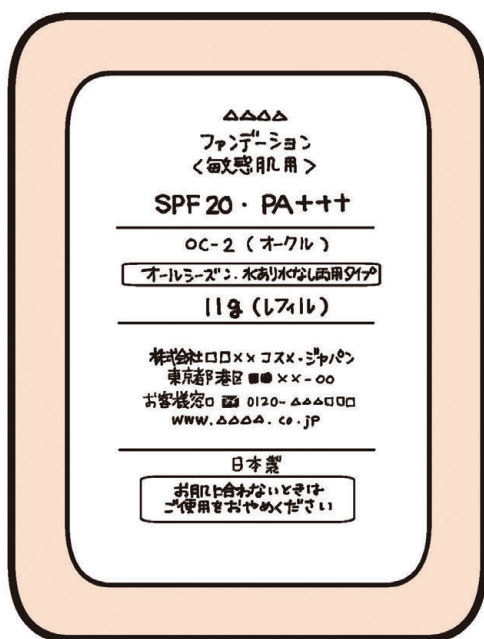 △△△△
ファンデーション
<敏感肌用>
SPF20・PA+++
OC-2(オークル)
オールシーズン.水あり水なし両用タイプ
11g(レフィル)
株式会社□□××コスメ・ジャパン
東京都港区■■××-○○
お客様窓口 ✉ 0120-△△△□□□
www.△△△△.co.jp
日本製
お肌に合わないときは
ご使用をおやめください